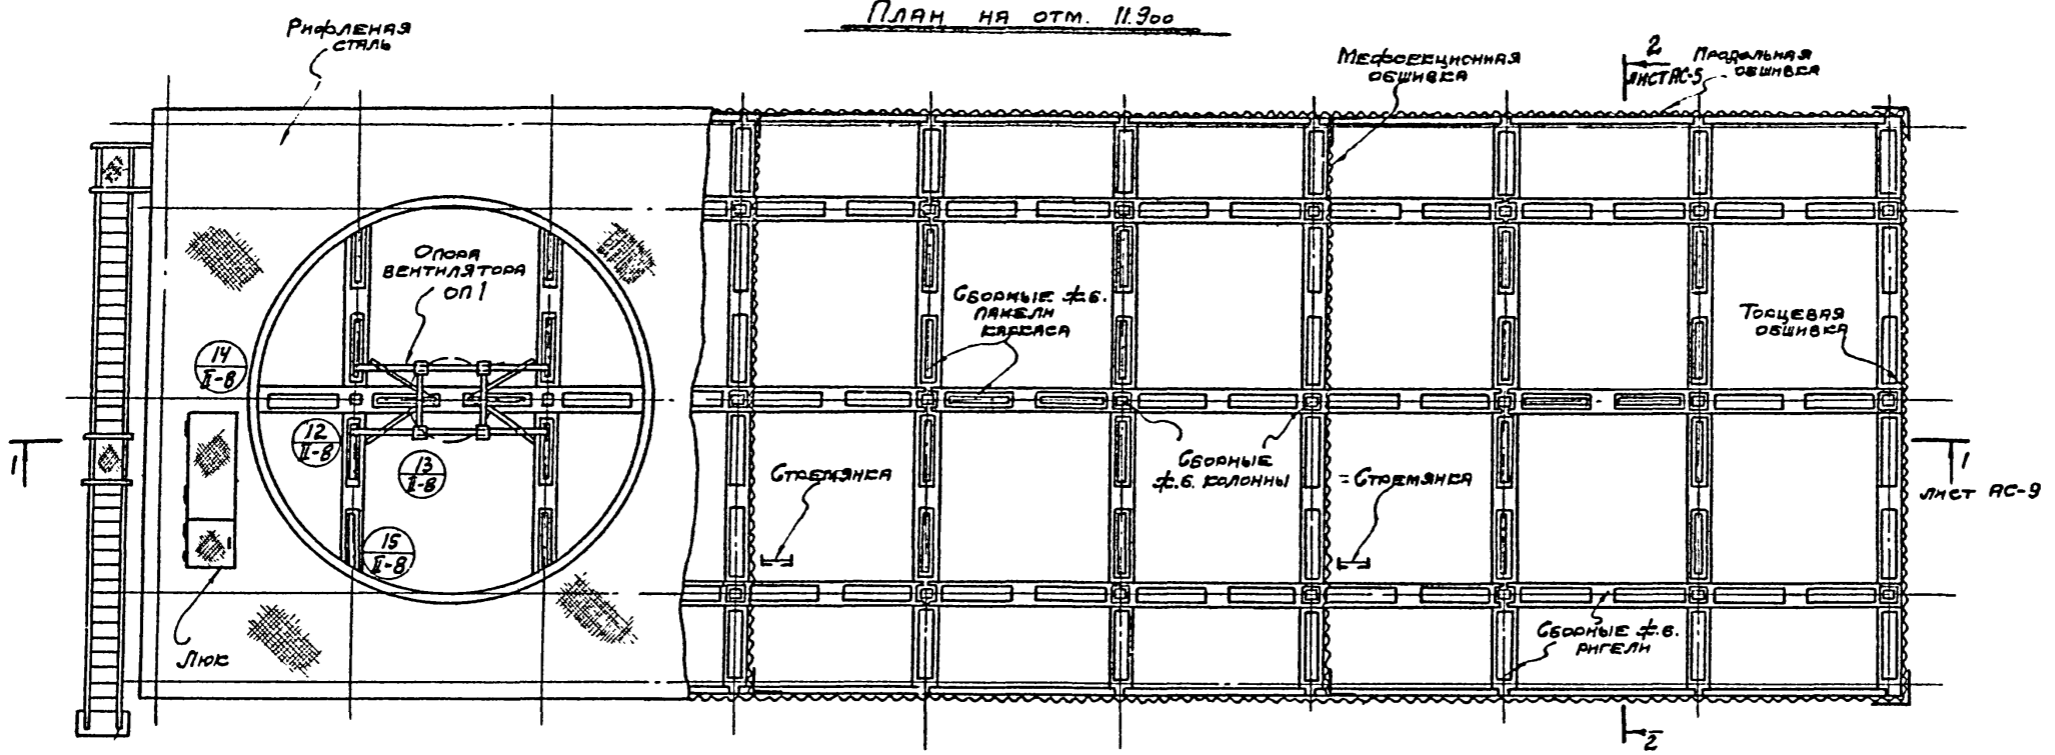 План на отм. 11.900
Рифленая
сталь
Межсекционная
обшивка
2
лист АС-5
Продольная
обшивка
Опора
вентилятора
ОП1
Сборные ж.б.
панели
каркаса
Торцевая
обшивка
14
II-8
12
II-8
13
II-8
15
II-8
1
Стремянка
Сборные
ж.б. колонны
Стремянка
1
лист АС-9
Люк
Сборные ж.б.
ригели
2